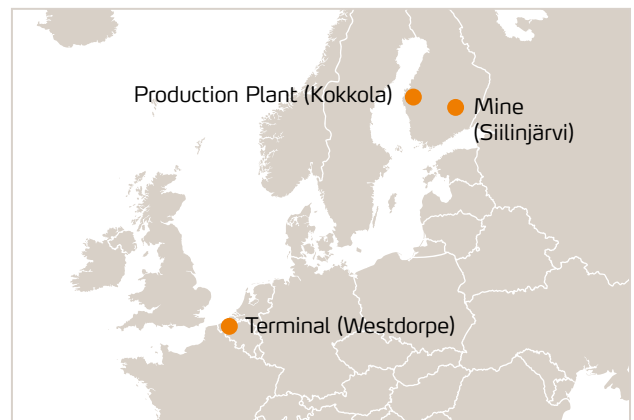 Production Plant (Kokkola)
Mine
(Siilinjärvi)
Terminal (Westdorpe)